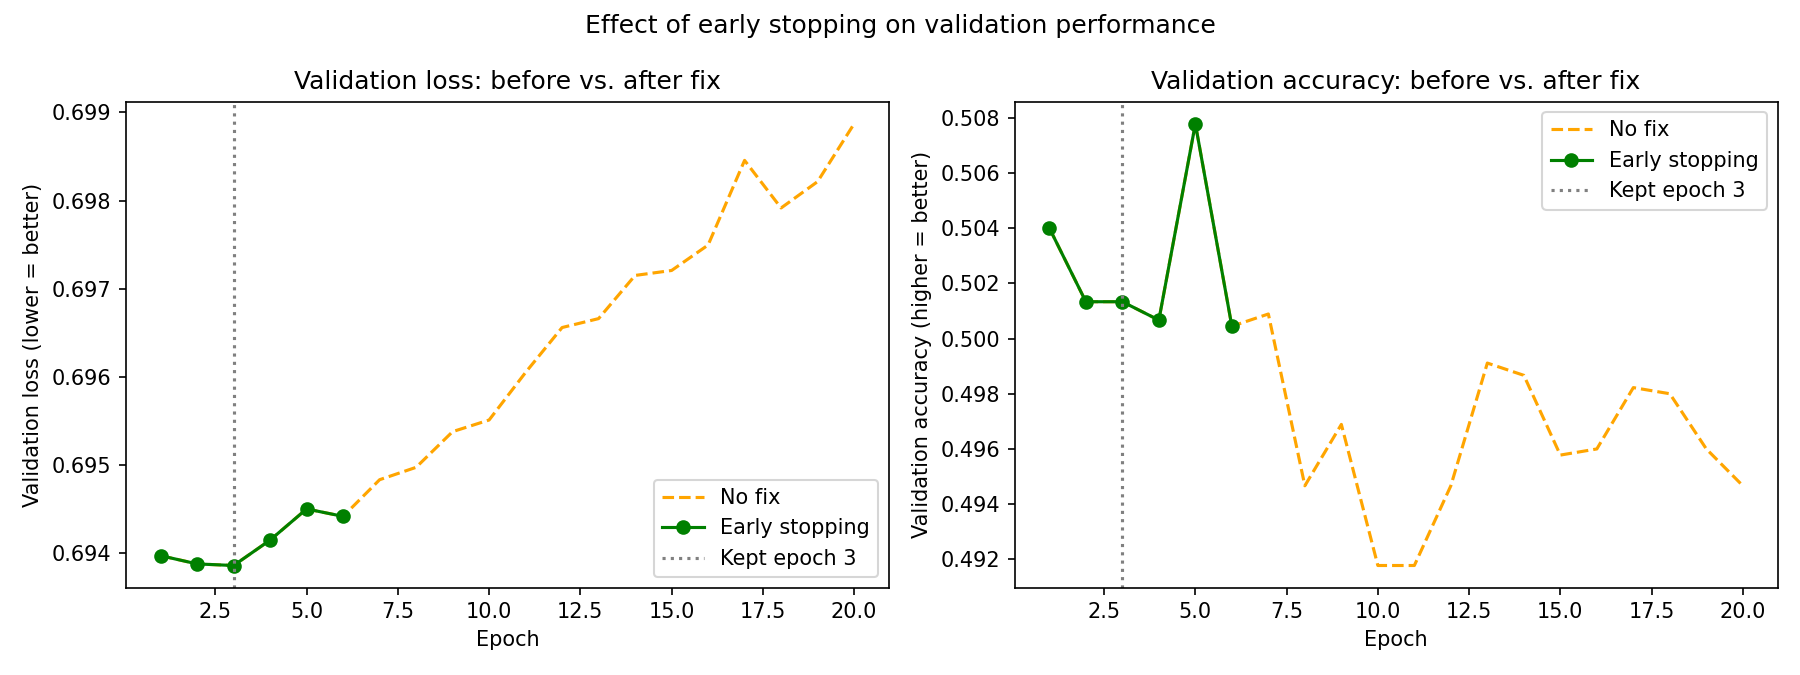 Effect of early stopping on validation performance
Validation loss: before vs. after fix
Validation loss (lower = better)
0.699
0.698
0.697
0.696
0.695
0.694
No fix
Early stopping
Kept epoch 3
2.5 5.0 7.5 10.0 12.5 15.0 17.5 20.0
Epoch
Validation accuracy: before vs. after fix
Validation accuracy (higher = better)
0.508
0.506
0.504
0.502
0.500
0.498
0.496
0.494
0.492
No fix
Early stopping
Kept epoch 3
2.5 5.0 7.5 10.0 12.5 15.0 17.5 20.0
Epoch